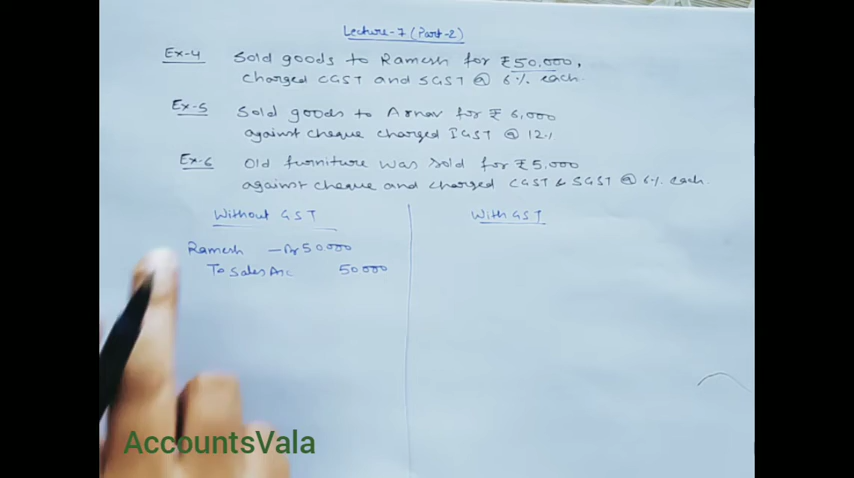 Lecture-7 (Part-2)
Ex-4 Sold goods to Ramesh for ₹50,000,
charged CGST and SGST @ 6% each.
Ex-5 Sold goods to Arnav for ₹ 6,000
against cheque charged IGST @ 12%
Ex-6 Old furniture was sold for ₹5,000
against cheque and charged CGST & SGST @ 6% each.
Without GST With GST
Ramesh — Dr 50,000
To Sales A/c 50000
AccountsVala